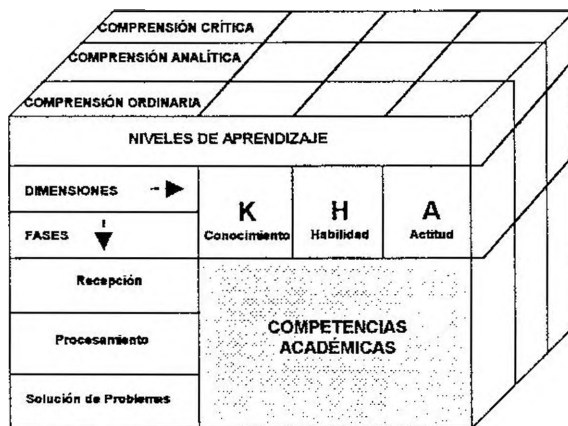 COMPRENSIÓN CRÍTICA
COMPRENSIÓN ANALÍTICA
COMPRENSIÓN ORDINARIA
NIVELES DE APRENDIZAJE
DIMENSIONES
FASES
K
Conocimiento
H
Habilidad
A
Actitud
Recepción
Procesamiento
Solución de Problemas
COMPETENCIAS
ACADÉMICAS